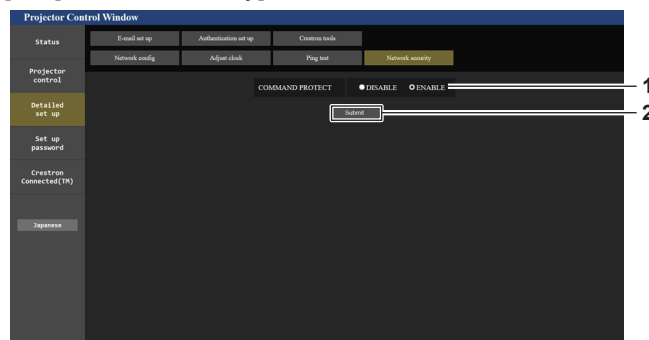 Projector Control Window
Status
E-mail set up
Authentication set up
Crestron tools
Network config
Adjust clock
Ping test
Network security
Projector
control
COMMAND PROTECT
DISABLE
ENABLE
1
Detailed
set up
Submit
2
Set up
password
Crestron
Connected(TM)
Japanese